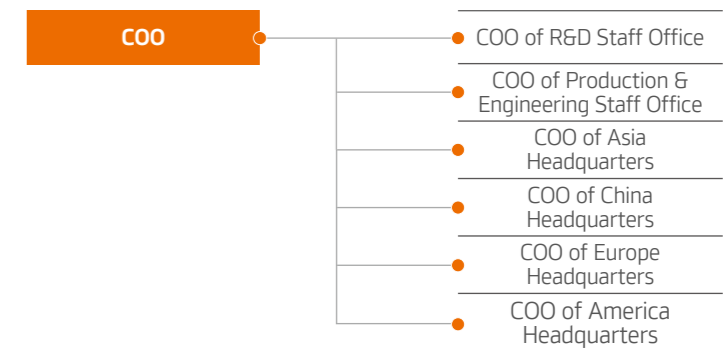 COO
COO of R&D Staff Office
COO of Production &
Engineering Staff Office
COO of Asia
Headquarters
COO of China
Headquarters
COO of Europe
Headquarters
COO of America
Headquarters